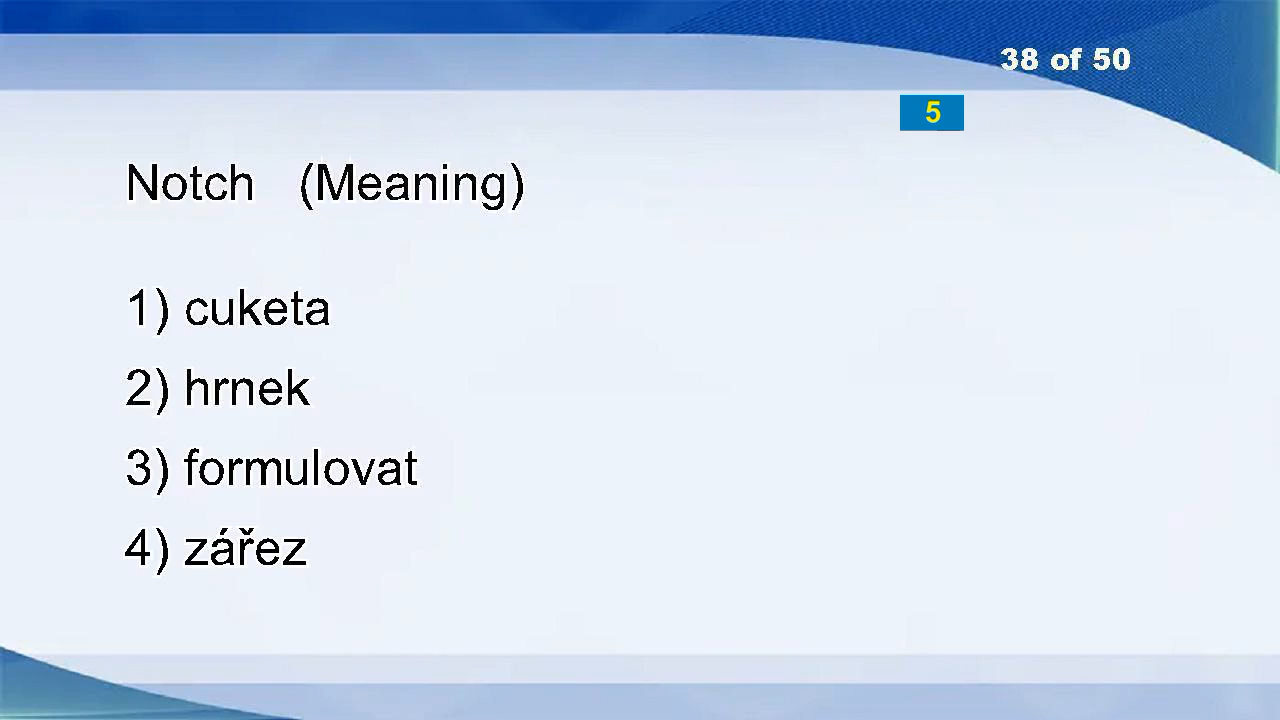 38 of 50
5
Notch (Meaning)
1) cuketa
2) hrnek
3) formulovat
4) zářez